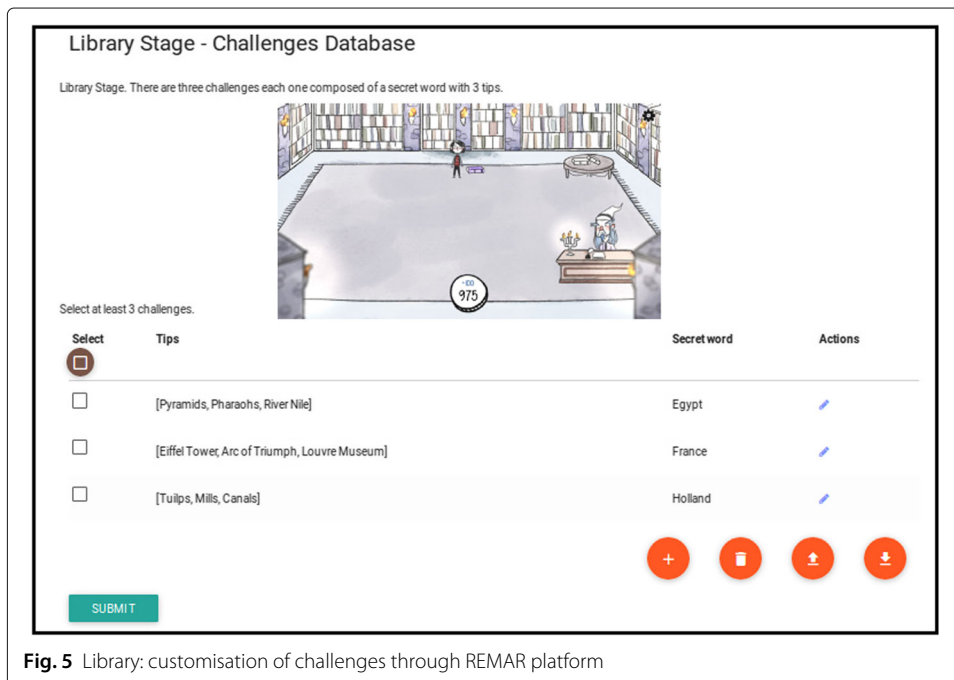 Library Stage - Challenges Database
Library Stage. There are three challenges each one composed of a secret word with 3 tips.
+100
975
Select at least 3 challenges.
Select Tips Secret word Actions
[Pyramids, Pharaohs, River Nile] Egypt
[Eiffel Tower, Arc of Triumph, Louvre Museum] France
[Tuilps, Mills, Canals] Holland
SUBMIT
Fig. 5 Library: customisation of challenges through REMAR platform